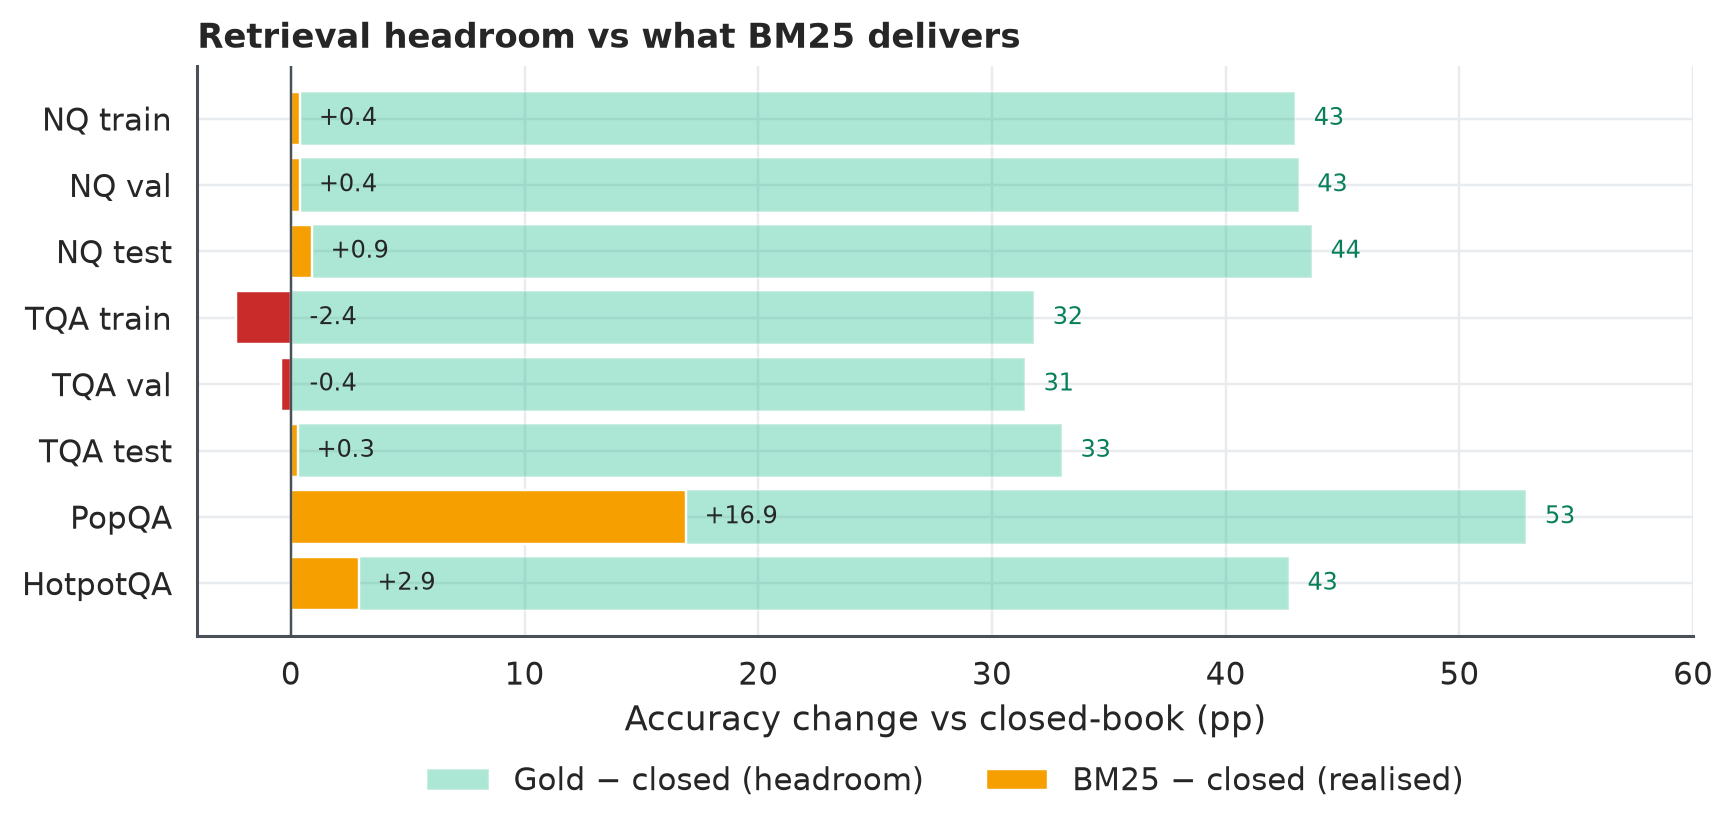 Retrieval headroom vs what BM25 delivers
NQ train +0.4 43
NQ val +0.4 43
NQ test +0.9 44
TQA train -2.4 32
TQA val -0.4 31
TQA test +0.3 33
PopQA +16.9 53
HotpotQA +2.9 43
0 10 20 30 40 50 60
Accuracy change vs closed-book (pp)
Gold − closed (headroom) BM25 − closed (realised)